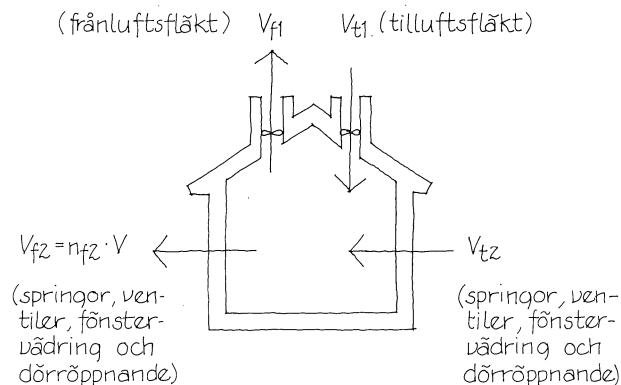 (frånluftsfläkt) Vf1 Vt1. (tilluftsfläkt)
Vf2 = nf2 · V
(springor, ven-
tiler, fönster-
vädring och
dörröppnande)
Vt2
(springor, ven-
tiler, fönster-
vädring och
dörröppnande)